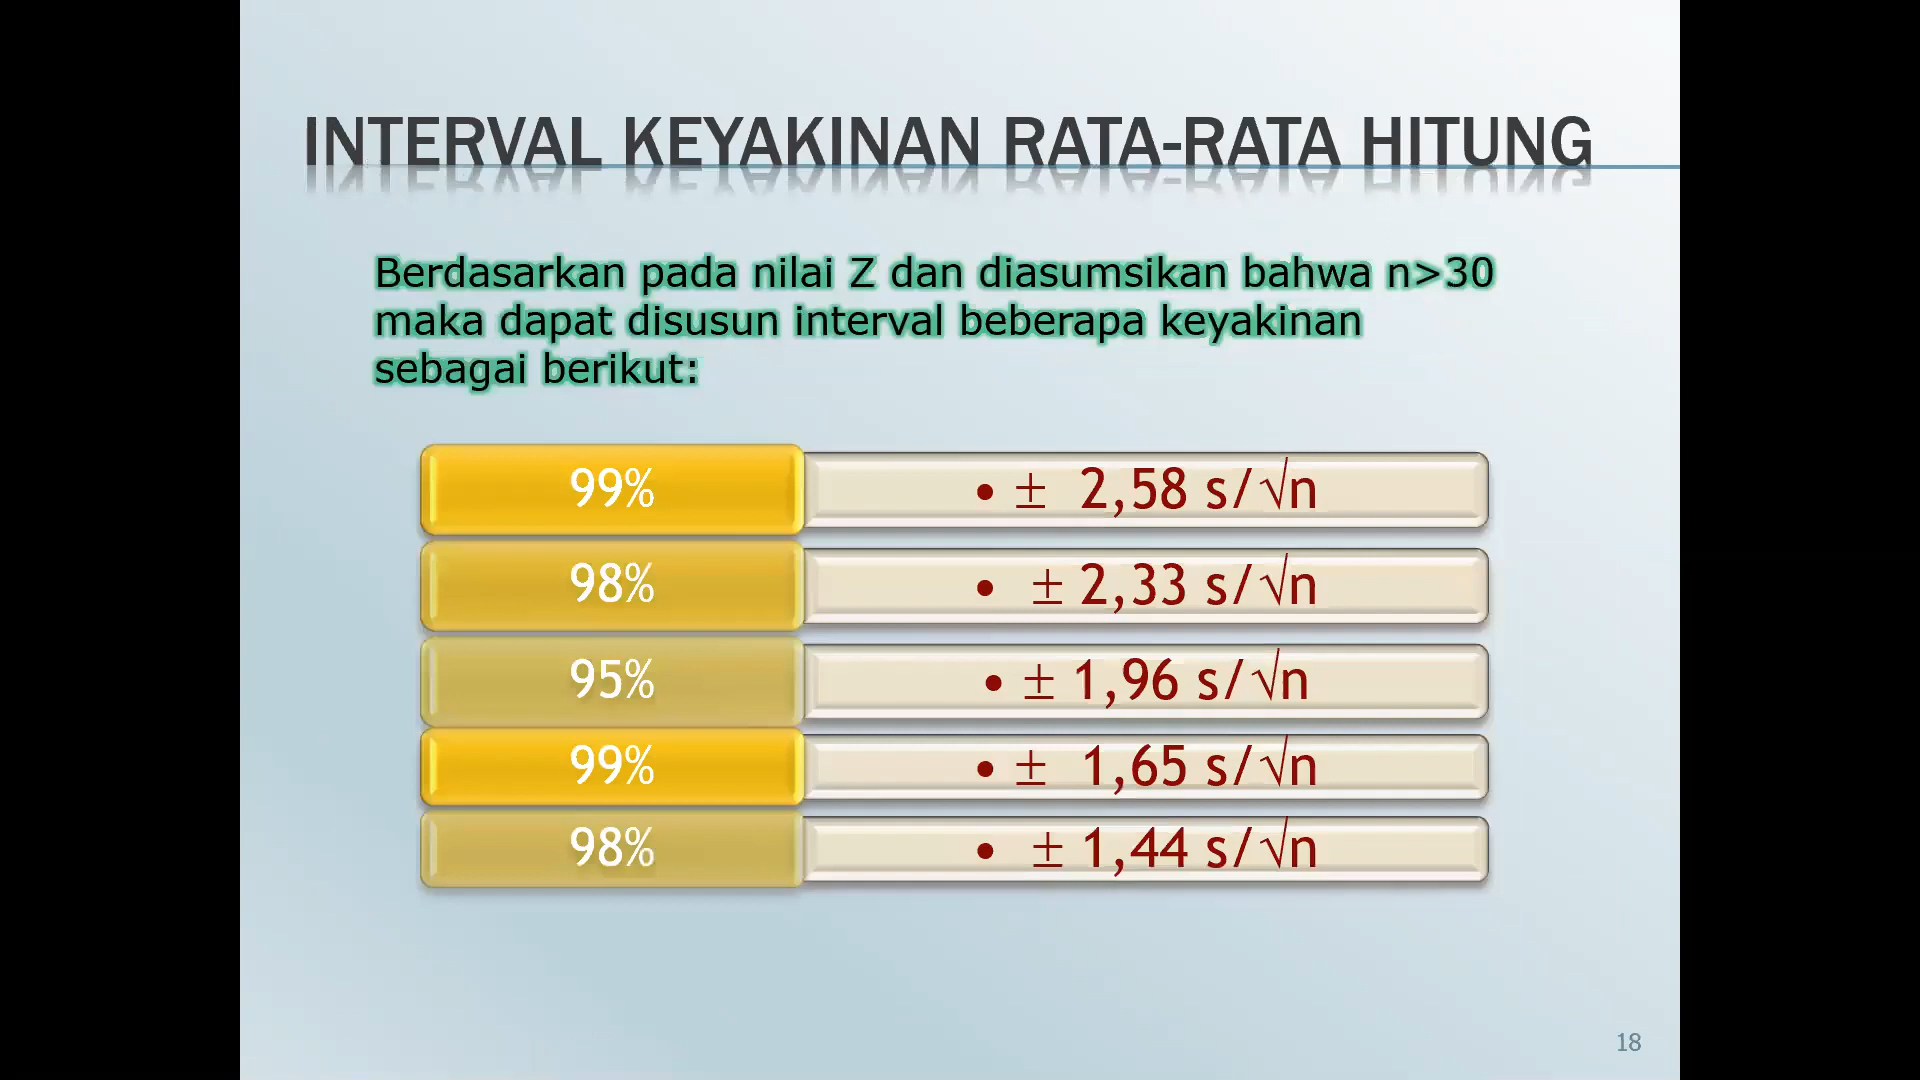 INTERVAL KEYAKINAN RATA-RATA HITUNG
Berdasarkan pada nilai Z dan diasumsikan bahwa n>30
maka dapat disusun interval beberapa keyakinan
sebagai berikut:
99% • ± 2,58 s/√n
98% • ± 2,33 s/√n
95% • ± 1,96 s/√n
99% • ± 1,65 s/√n
98% • ± 1,44 s/√n
18